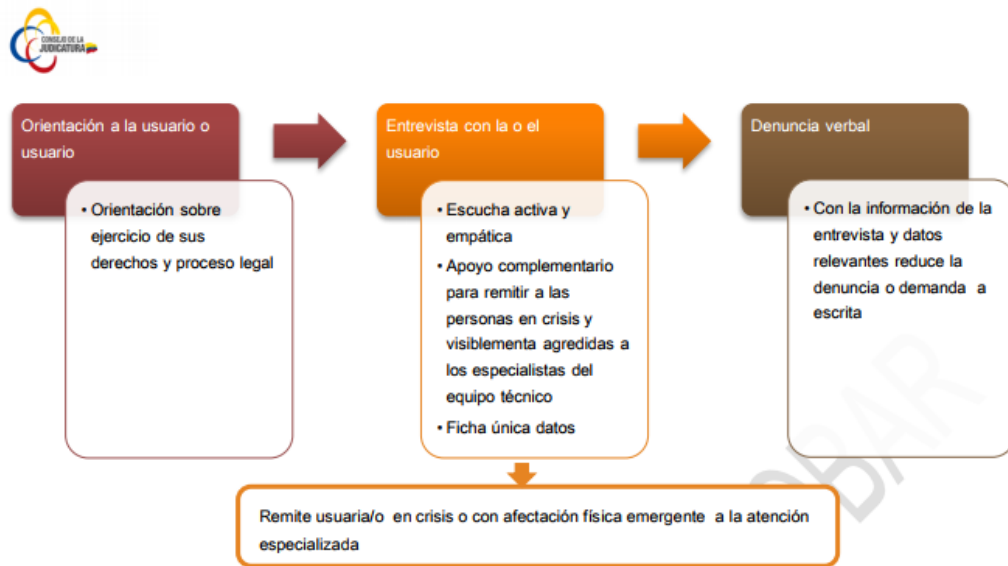 CONSEJO DE LA
JUDICATURA
Orientación a la usuario o
usuario
• Orientación sobre
ejercicio de sus
derechos y proceso legal
Entrevista con la o el
usuario
• Escucha activa y
empática
• Apoyo complementario
para remitir a las
personas en crisis y
visiblementa agredidas a
los especialistas del
equipo técnico
• Ficha única datos
Denuncia verbal
• Con la información de la
entrevista y datos
relevantes reduce la
denuncia o demanda a
escrita
Remite usuaria/o en crisis o con afectación física emergente a la atención
especializada